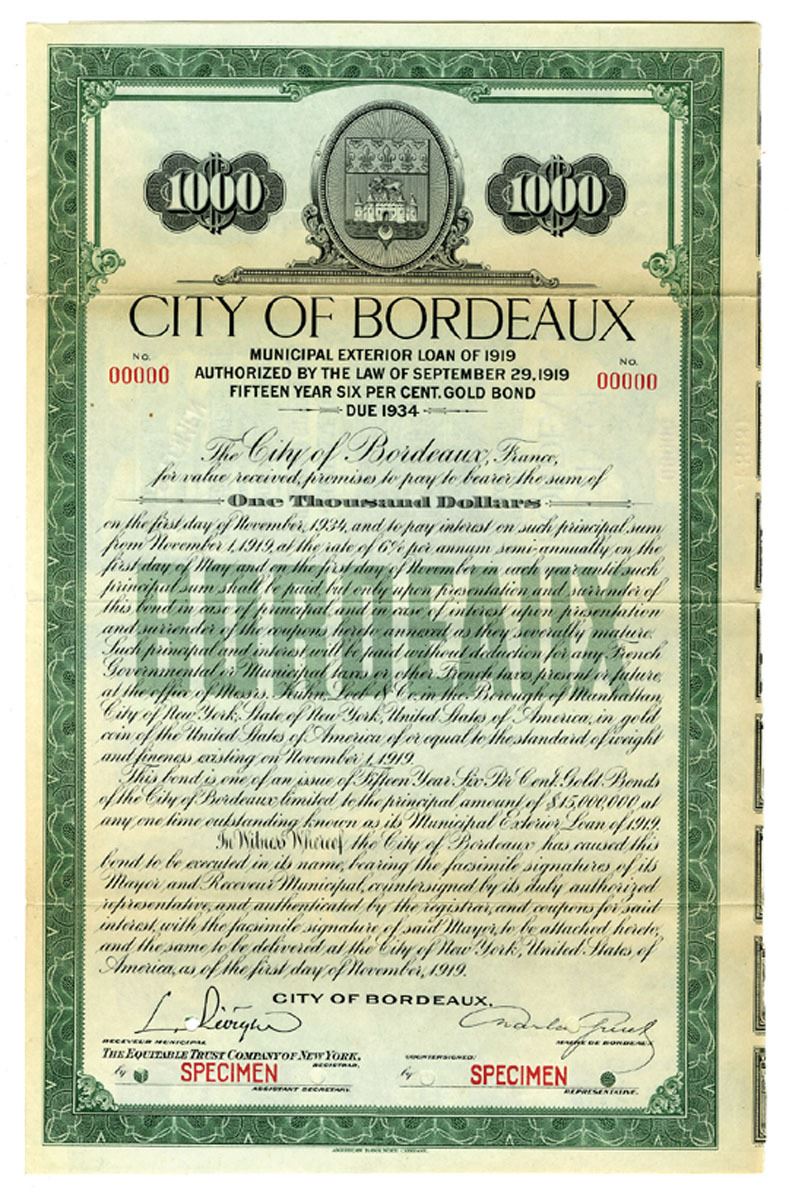 1000 1000
CITY OF BORDEAUX
MUNICIPAL EXTERIOR LOAN OF 1919
AUTHORIZED BY THE LAW OF SEPTEMBER 29, 1919
FIFTEEN YEAR SIX PER CENT. GOLD BOND
DUE 1934
NO. 00000
NO. 00000
The City of Bordeaux, France,
for value received, promises to pay to bearer the sum of
One Thousand Dollars
on the first day of November, 1934, and to pay interest on such principal sum
from November 1, 1919, at the rate of 6% per annum semi-annually on the
first day of May and on the first day of November in each year until such
principal sum shall be paid, but only upon presentation and surrender of
this bond in case of principal, and in case of interest upon presentation
and surrender of the coupons hereto annexed, as they severally mature.
Such principal and interest will be paid without deduction for any French
Governmental or Municipal taxes or other French taxes, present or future,
at the office of Messrs. Kuhn, Loeb & Co. in the Borough of Manhattan,
City of New York, State of New York, United States of America, in gold
coin of the United States of America of or equal to the standard of weight
and fineness existing on November 1, 1919.
This bond is one of an issue of Fifteen Year Six Per Cent. Gold Bonds
of the City of Bordeaux limited to the principal amount of $15,000,000, at
any one time outstanding known as its Municipal Exterior Loan of 1919.
In Witness Whereof the City of Bordeaux has caused this
bond to be executed in its name, bearing the facsimile signatures of its
Mayor and Receveur Municipal, countersigned by its duly authorized
representative, and authenticated by the registrar, and coupons for said
interest, with the facsimile signature of said Mayor, to be attached hereto,
and the same to be delivered at the City of New York, United States of
America, as of the first day of November, 1919.
CITY OF BORDEAUX.
RECEVEUR MUNICIPAL
MAIRE DE BORDEAUX
THE EQUITABLE TRUST COMPANY OF NEW YORK,
REGISTRAR,
COUNTERSIGNED:
by SPECIMEN
by SPECIMEN
ASSISTANT SECRETARY.
REPRESENTATIVE.
AMERICAN BANK NOTE COMPANY.